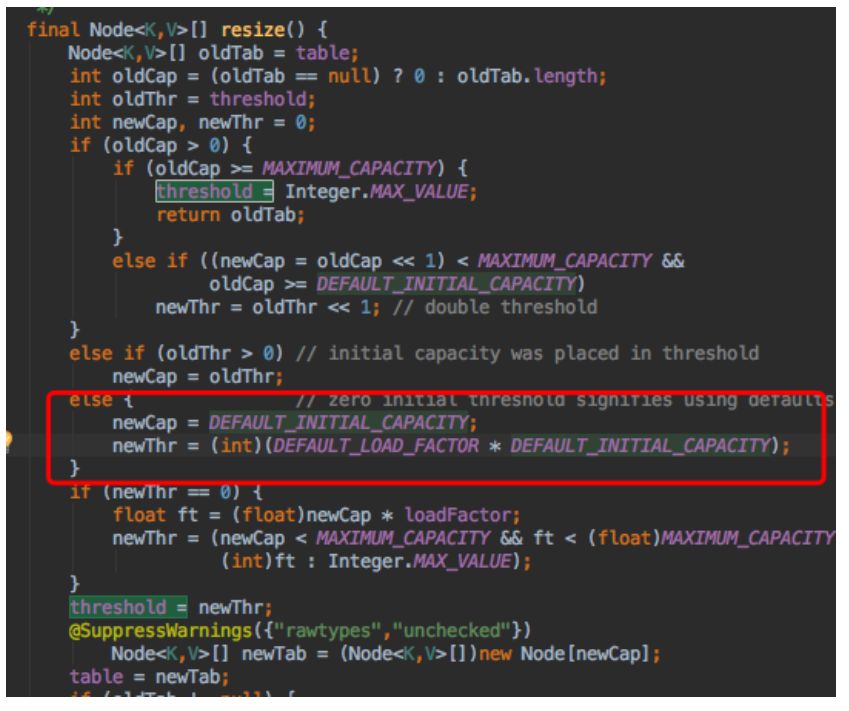 */
final Node<K,V>[] resize() {
Node<K,V>[] oldTab = table;
int oldCap = (oldTab == null) ? 0 : oldTab.length;
int oldThr = threshold;
int newCap, newThr = 0;
if (oldCap > 0) {
if (oldCap >= MAXIMUM_CAPACITY) {
threshold = Integer.MAX_VALUE;
return oldTab;
}
else if ((newCap = oldCap << 1) < MAXIMUM_CAPACITY &&
oldCap >= DEFAULT_INITIAL_CAPACITY)
newThr = oldThr << 1; // double threshold
}
else if (oldThr > 0) // initial capacity was placed in threshold
newCap = oldThr;
else { // zero initial threshold signifies using defaults
newCap = DEFAULT_INITIAL_CAPACITY;
newThr = (int)(DEFAULT_LOAD_FACTOR * DEFAULT_INITIAL_CAPACITY);
}
if (newThr == 0) {
float ft = (float)newCap * loadFactor;
newThr = (newCap < MAXIMUM_CAPACITY && ft < (float)MAXIMUM_CAPACITY
(int)ft : Integer.MAX_VALUE);
}
threshold = newThr;
@SuppressWarnings({"rawtypes","unchecked"})
Node<K,V>[] newTab = (Node<K,V>[])new Node[newCap];
table = newTab;
if (oldTab != null) {